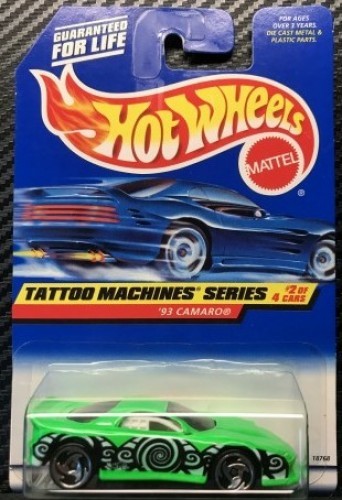 GUARANTEED
FOR LIFE
FOR AGES
OVER 3 YEARS.
DIE CAST METAL &
PLASTIC PARTS.
HOT WHEELS
®
MATTEL
TATTOO MACHINES® SERIES
#2 OF
4 CARS
'93 CAMARO®
18768